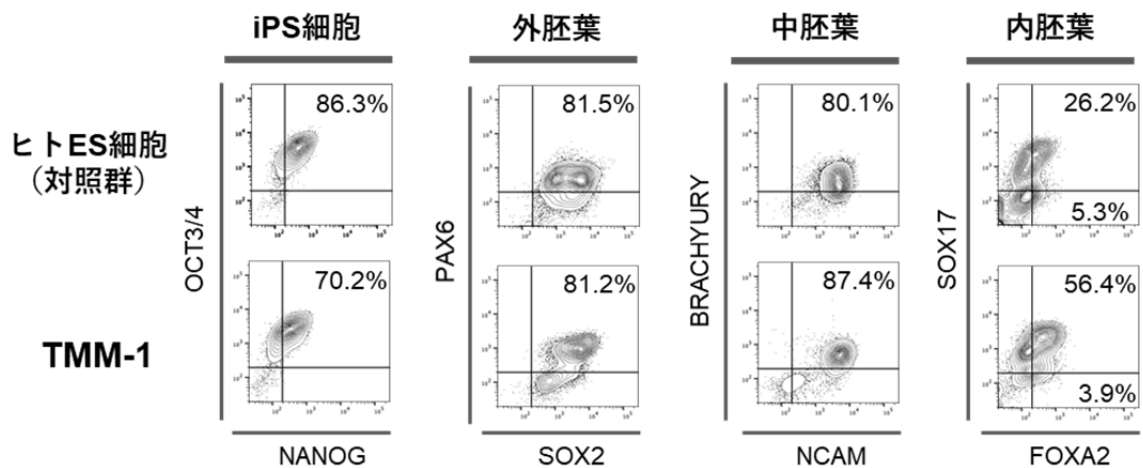 iPS細胞
外胚葉
中胚葉
内胚葉
ヒトES細胞
（対照群）
OCT3/4
86.3%
PAX6
81.5%
BRACHYURY
80.1%
SOX17
26.2%
5.3%
TMM-1
70.2%
81.2%
87.4%
56.4%
3.9%
NANOG
SOX2
NCAM
FOXA2